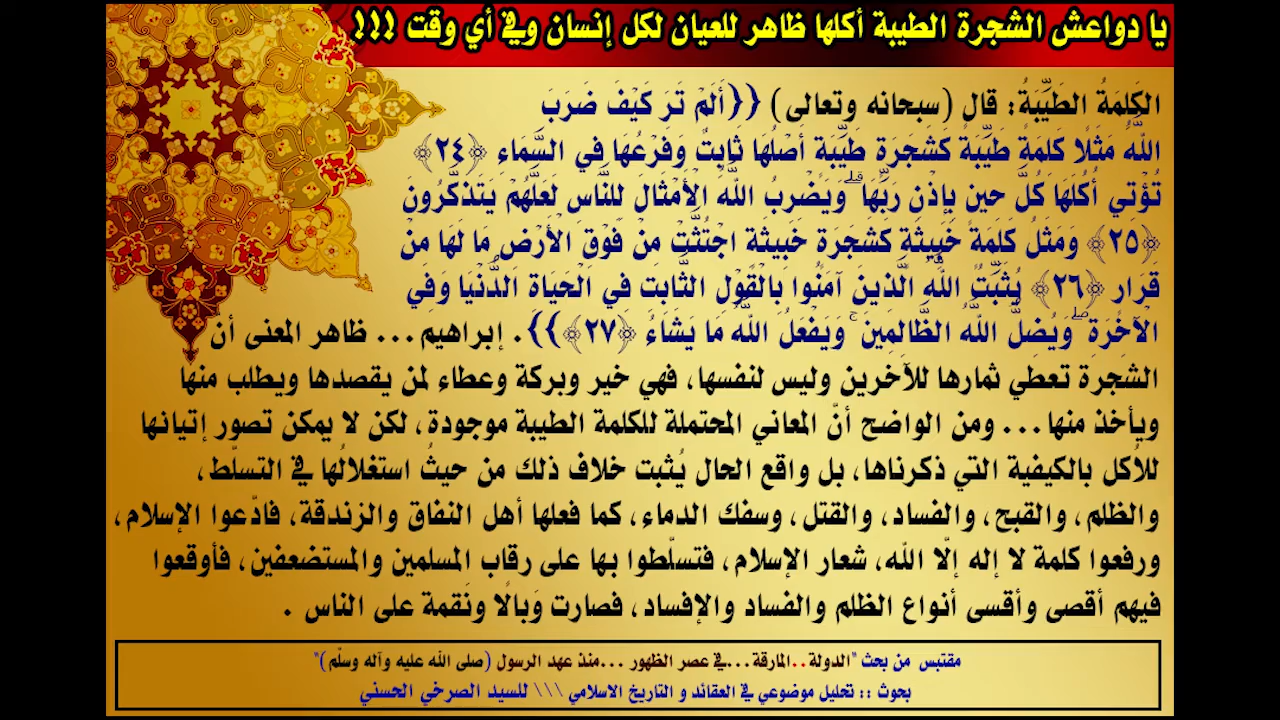 يا دواعش الشجرة الطيبة أكلها ظاهر للعيان لكل إنسان وفي أي وقت !!!
الكَلِمَةُ الطَيِّبَةُ: قال (سبحانه وتعالى) {{أَلَمْ تَرَ كَيْفَ ضَرَبَ
اللَّهُ مَثَلًا كَلِمَةً طَيِّبَةً كَشَجَرَةٍ طَيِّبَةٍ أَصْلُهَا ثَابِتٌ وَفَرْعُهَا فِي السَّمَاءِ ﴿٢٤﴾
تُؤْتِي أُكُلَهَا كُلَّ حِينٍ بِإِذْنِ رَبِّهَا ۗ وَيَضْرِبُ اللَّهُ الْأَمْثَالَ لِلنَّاسِ لَعَلَّهُمْ يَتَذَكَّرُونَ
﴿٢٥﴾ وَمَثَلُ كَلِمَةٍ خَبِيثَةٍ كَشَجَرَةٍ خَبِيثَةٍ اجْتُثَّتْ مِنْ فَوْقِ الْأَرْضِ مَا لَهَا مِنْ
قَرَارٍ ﴿٢٦﴾ يُثَبِّتُ اللَّهُ الَّذِينَ آمَنُوا بِالْقَوْلِ الثَّابِتِ فِي الْحَيَاةِ الدُّنْيَا وَفِي
الْآخِرَةِ ۖ وَيُضِلُّ اللَّهُ الظَّالِمِينَ ۚ وَيَفْعَلُ اللَّهُ مَا يَشَاءُ ﴿٢٧﴾}}. إبراهيم... ظاهر المعنى أن
الشجرة تعطي ثمارها للآخرين وليس لنفسها، فهي خير وبركة وعطاء لمن يقصدها ويطلب منها
ويأخذ منها... ومن الواضح أنّ المعاني المحتملة للكلمة الطيبة موجودة، لكن لا يمكن تصور إتيانها
للأكل بالكيفية التي ذكرناها، بل واقع الحال يُثبت خلاف ذلك من حيثُ استغلالُها في التسلّط،
والظلم، والقبح، والفساد، والقتل، وسفك الدماء، كما فعلها أهل النفاق والزندقة، فادّعوا الإسلام،
ورفعوا كلمة لا إله إلّا الله، شعار الإسلام، فتسلّطوا بها على رقاب المسلمين والمستضعفين، فأوقعوا
فيهم أقصى وأقسى أنواع الظلم والفساد والإفساد، فصارت وَبالًا ونَقمة على الناس .
مقتبس من بحث "الدولة..المارقة...في عصر الظهور ...منذ عهد الرسول (صلى الله عليه وآله وسلّم)"
بحوث :: تحليل موضوعي في العقائد و التاريخ الاسلامي \\\ للسيد الصرخي الحسني